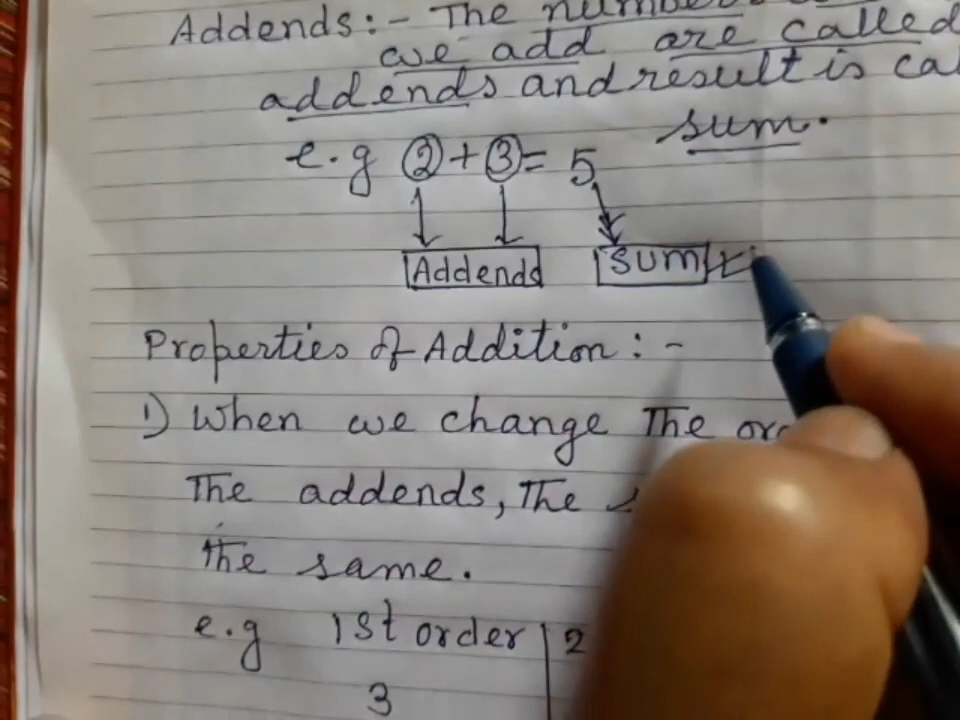 Addends:- The numbers
we add are called
addends and result is
sum.
e.g 2+3= 5
Addends sum
Properties of Addition :-
1) When we change The
The addends, The
the same.
e.g 1st order 2
3